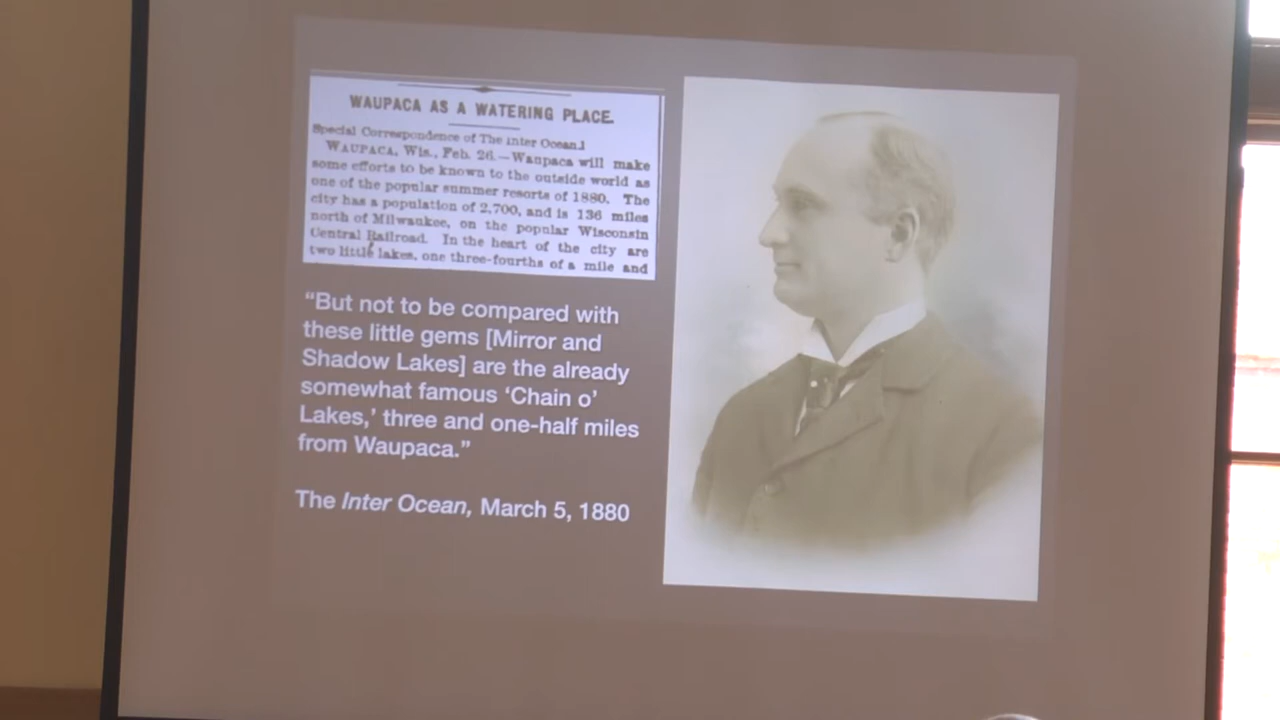 WAUPACA AS A WATERING PLACE.
Special Correspondence of The Inter Ocean.]
WAUPACA, Wis., Feb. 26.—Waupaca will make
some efforts to be known to the outside world as
one of the popular summer resorts of 1880. The
city has a population of 2,700, and is 136 miles
north of Milwaukee, on the popular Wisconsin
Central Railroad. In the heart of the city are
two little lakes, one three-fourths of a mile and
“But not to be compared with
these little gems [Mirror and
Shadow Lakes] are the already
somewhat famous ‘Chain o’
Lakes,’ three and one-half miles
from Waupaca.”
The Inter Ocean, March 5, 1880